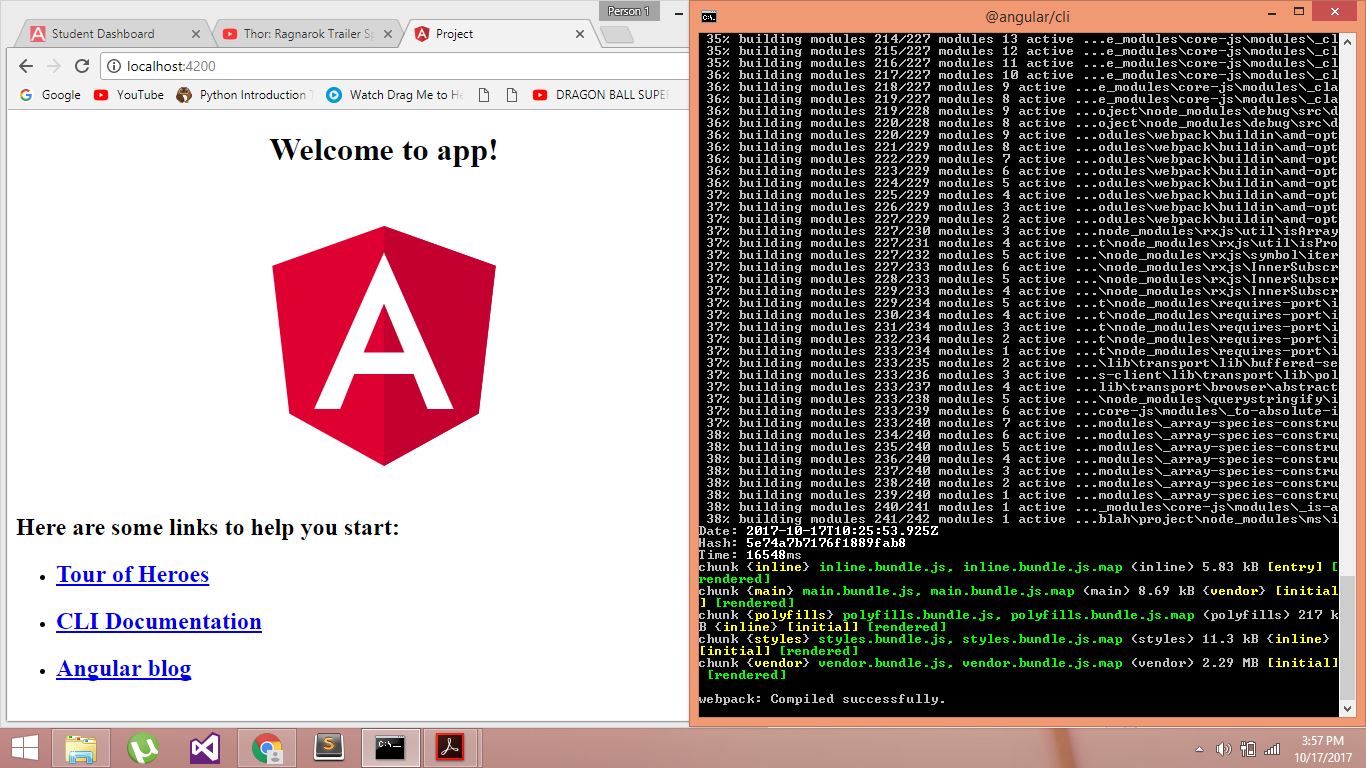 Person 1
Student Dashboard
Thor: Ragnarok Trailer Sp
Project
localhost:4200
Google
YouTube
Python Introduction
Watch Drag Me to He
DRAGON BALL SUPE
Welcome to app!
Here are some links to help you start:
Tour of Heroes
CLI Documentation
Angular blog
@angular/cli
35% building modules 214/227 modules 13 active ...e_modules\core-js\modules\_cl
35% building modules 215/227 modules 12 active ...e_modules\core-js\modules\_cl
35% building modules 216/227 modules 11 active ...e_modules\core-js\modules\_cl
36% building modules 217/227 modules 10 active ...e_modules\core-js\modules\_cl
36% building modules 218/227 modules 9 active ...e_modules\core-js\modules\_cla
36% building modules 219/227 modules 8 active ...e_modules\core-js\modules\_cla
36% building modules 219/228 modules 9 active ...oject\node_modules\debug\src\d
36% building modules 220/228 modules 8 active ...oject\node_modules\debug\src\d
36% building modules 220/229 modules 9 active ...odules\webpack\buildin\amd-opt
36% building modules 221/229 modules 8 active ...odules\webpack\buildin\amd-opt
36% building modules 222/229 modules 7 active ...odules\webpack\buildin\amd-opt
36% building modules 223/229 modules 6 active ...odules\webpack\buildin\amd-opt
36% building modules 224/229 modules 5 active ...odules\webpack\buildin\amd-opt
37% building modules 225/229 modules 4 active ...odules\webpack\buildin\amd-opt
37% building modules 226/229 modules 3 active ...odules\webpack\buildin\amd-opt
37% building modules 227/229 modules 2 active ...odules\webpack\buildin\amd-opt
37% building modules 227/230 modules 3 active ...node_modules\rxjs\util\isArray
37% building modules 227/231 modules 4 active ...t\node_modules\rxjs\util\isPro
37% building modules 227/232 modules 5 active ...\node_modules\rxjs\symbol\iter
37% building modules 227/233 modules 6 active ...\node_modules\rxjs\InnerSubscr
37% building modules 228/233 modules 5 active ...\node_modules\rxjs\InnerSubscr
37% building modules 229/233 modules 4 active ...\node_modules\rxjs\InnerSubscr
37% building modules 229/234 modules 5 active ...t\node_modules\requires-port\i
37% building modules 230/234 modules 4 active ...t\node_modules\requires-port\i
37% building modules 231/234 modules 3 active ...t\node_modules\requires-port\i
37% building modules 232/234 modules 2 active ...t\node_modules\requires-port\i
37% building modules 233/234 modules 1 active ...t\node_modules\requires-port\i
37% building modules 233/235 modules 2 active ...\lib\transport\lib\buffered-se
37% building modules 233/236 modules 3 active ...s-client\lib\transport\lib\pol
37% building modules 233/237 modules 4 active ...lib\transport\browser\abstract
37% building modules 233/238 modules 5 active ...\node_modules\querystringify\i
37% building modules 233/239 modules 6 active ...core-js\modules\_to-absolute-i
37% building modules 233/240 modules 7 active ...modules\_array-species-constru
38% building modules 234/240 modules 6 active ...modules\_array-species-constru
38% building modules 235/240 modules 5 active ...modules\_array-species-constru
38% building modules 236/240 modules 4 active ...modules\_array-species-constru
38% building modules 237/240 modules 3 active ...modules\_array-species-constru
38% building modules 238/240 modules 2 active ...modules\_array-species-constru
38% building modules 239/240 modules 1 active ...modules\_array-species-constru
38% building modules 240/241 modules 1 active ..._modules\core-js\modules\_is-a
38% building modules 241/242 modules 1 active ...blah\project\node_modules\ms\i
Date: 2017-10-17T10:25:53.925Z
Hash: 5e74a7b7176f1889fab8
Time: 16548ms
chunk {inline} inline.bundle.js, inline.bundle.js.map (inline) 5.83 kB [entry] [
rendered]
chunk {main} main.bundle.js, main.bundle.js.map (main) 8.69 kB {vendor} [initial
] [rendered]
chunk {polyfills} polyfills.bundle.js, polyfills.bundle.js.map (polyfills) 217 k
B {inline} [initial] [rendered]
chunk {styles} styles.bundle.js, styles.bundle.js.map (styles) 11.3 kB {inline}
[initial] [rendered]
chunk {vendor} vendor.bundle.js, vendor.bundle.js.map (vendor) 2.29 MB [initial]
[rendered]
webpack: Compiled successfully.
3:57 PM
10/17/2017